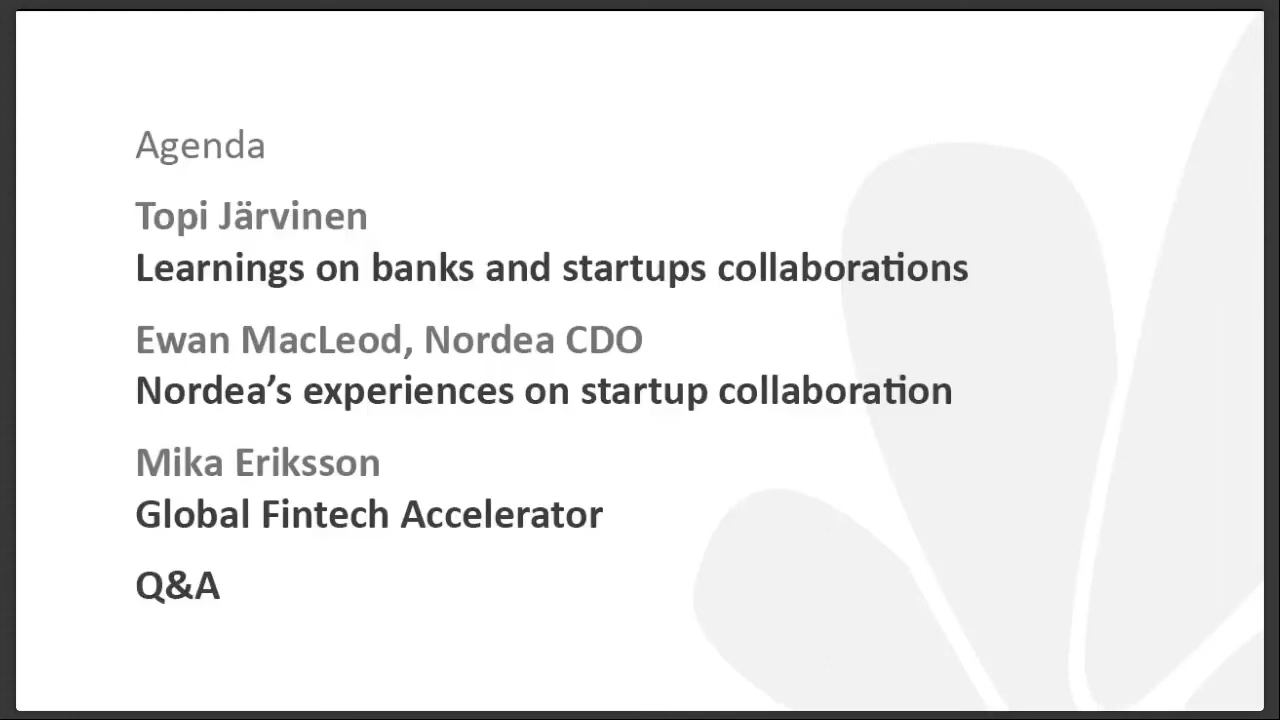 Agenda
Topi Järvinen
Learnings on banks and startups collaborations
Ewan MacLeod, Nordea CDO
Nordea’s experiences on startup collaboration
Mika Eriksson
Global Fintech Accelerator
Q&A